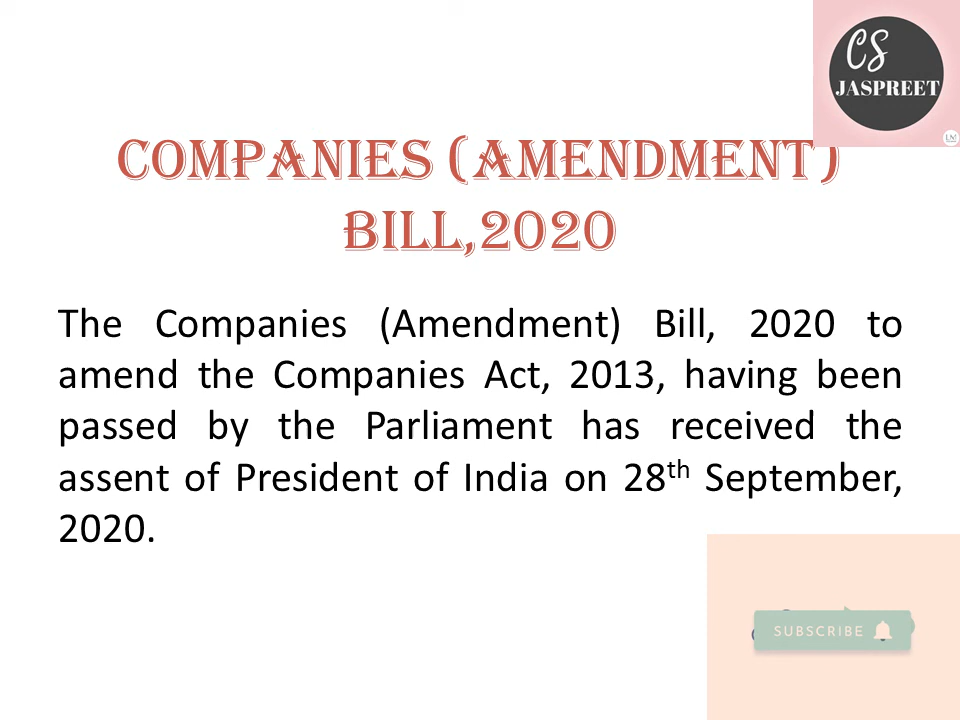 CS
JASPREET
LM
COMPANIES (AMENDMENT)
BILL,2020
The Companies (Amendment) Bill, 2020 to
amend the Companies Act, 2013, having been
passed by the Parliament has received the
assent of President of India on 28th September,
2020.
SUBSCRIBE